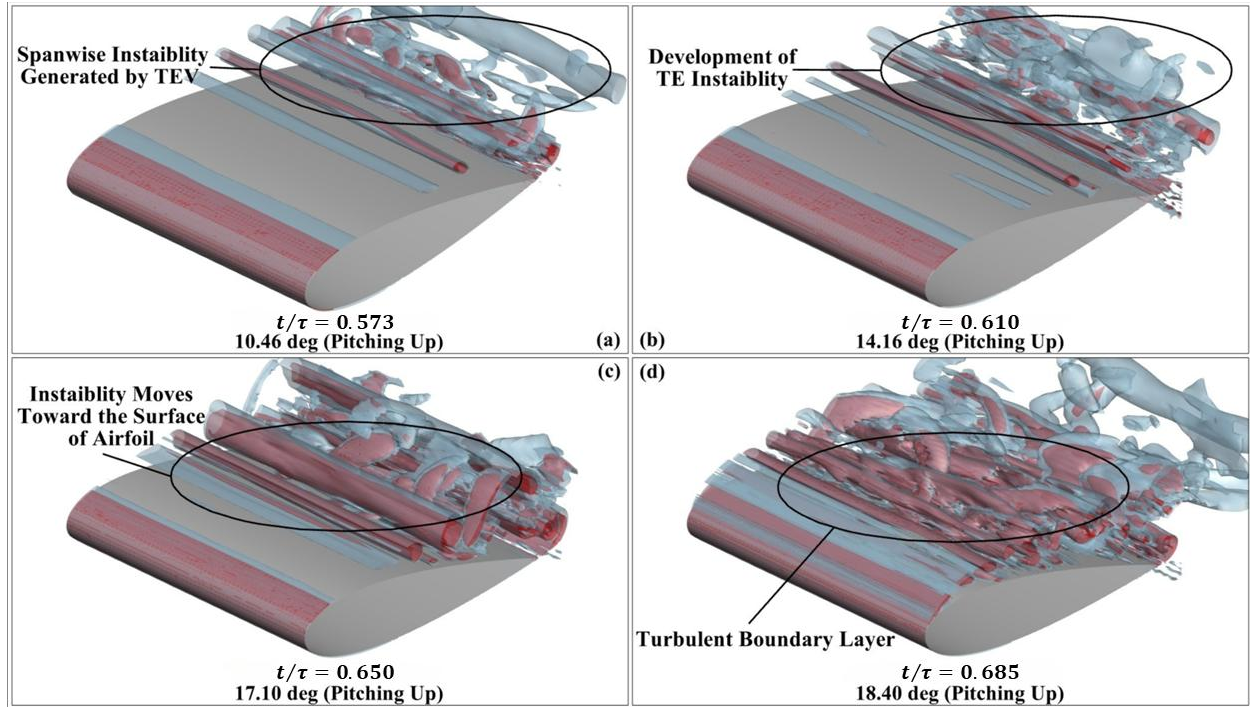 Spanwise Instaiblity
Generated by TEV
t/τ = 0.573
10.46 deg (Pitching Up)
(a)
Development of
TE Instaiblity
t/τ = 0.610
14.16 deg (Pitching Up)
(b)
(c)
Instaiblity Moves
Toward the Surface
of Airfoil
t/τ = 0.650
17.10 deg (Pitching Up)
(d)
Turbulent Boundary Layer
t/τ = 0.685
18.40 deg (Pitching Up)